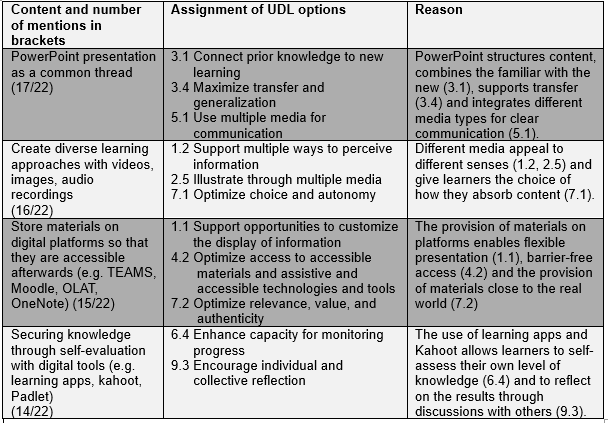 Content and number of mentions in brackets
Assignment of UDL options
Reason
PowerPoint presentation
as a common thread
(17/22)
3.1 Connect prior knowledge to new
learning
3.4 Maximize transfer and
generalization
5.1 Use multiple media for
communication
PowerPoint structures content,
combines the familiar with the
new (3.1), supports transfer
(3.4) and integrates different
media types for clear
communication (5.1).
Create diverse learning
approaches with videos,
images, audio
recordings
(16/22)
1.2 Support multiple ways to perceive
information
2.5 Illustrate through multiple media
7.1 Optimize choice and autonomy
Different media appeal to
different senses (1.2, 2.5) and
give learners the choice of
how they absorb content (7.1).
Store materials on
digital platforms so that
they are accessible
afterwards (e.g. TEAMS,
Moodle, OLAT,
OneNote) (15/22)
1.1 Support opportunities to customize
the display of information
4.2 Optimize access to accessible
materials and assistive and
accessible technologies and tools
7.2 Optimize relevance, value, and
authenticity
The provision of materials on
platforms enables flexible
presentation (1.1), barrier-free
access (4.2) and the provision
of materials close to the real
world (7.2)
Securing knowledge
through self-evaluation
with digital tools (e.g.
learning apps, kahoot,
Padlet)
(14/22)
6.4 Enhance capacity for monitoring
progress
9.3 Encourage individual and
collective reflection
The use of learning apps and
Kahoot allows learners to self-
assess their own level of
knowledge (6.4) and to reflect
on the results through
discussions with others (9.3).